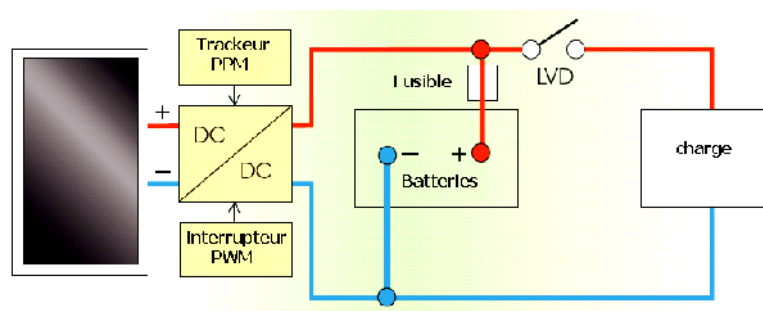 Trackeur
PPM
+
DC
DC
−
Interrupteur
PWM
Fusible
LVD
− +
Batteries
charge